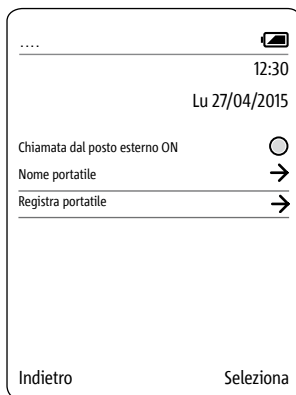 ....
12:30
Lu 27/04/2015
Chiamata dal posto esterno ON
Nome portatile
Registra portatile
Indietro Seleziona